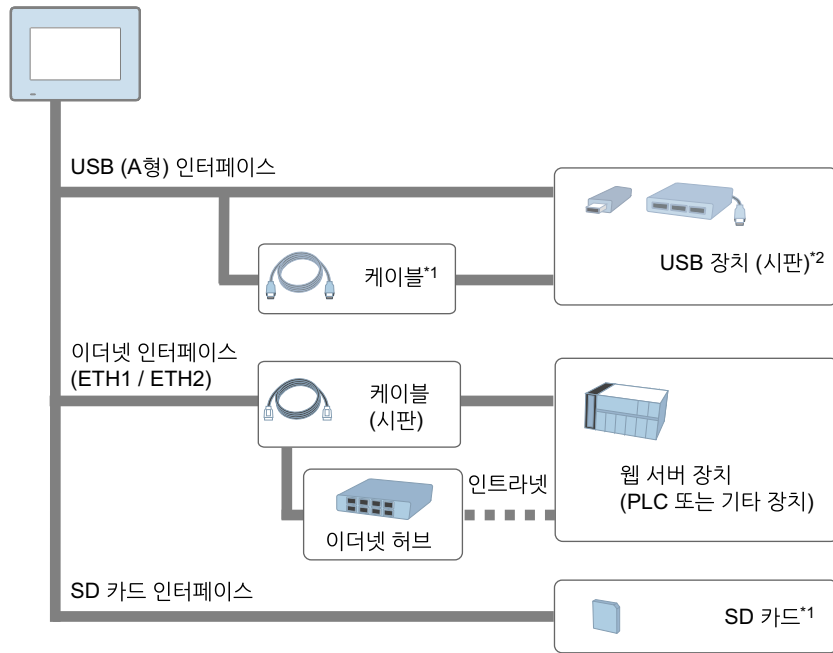 USB (A형) 인터페이스
USB 장치 (시판)*2
케이블*1
이더넷 인터페이스
(ETH1 / ETH2)
케이블
(시판)
웹 서버 장치
(PLC 또는 기타 장치)
인트라넷
이더넷 허브
SD 카드 인터페이스
SD 카드*1